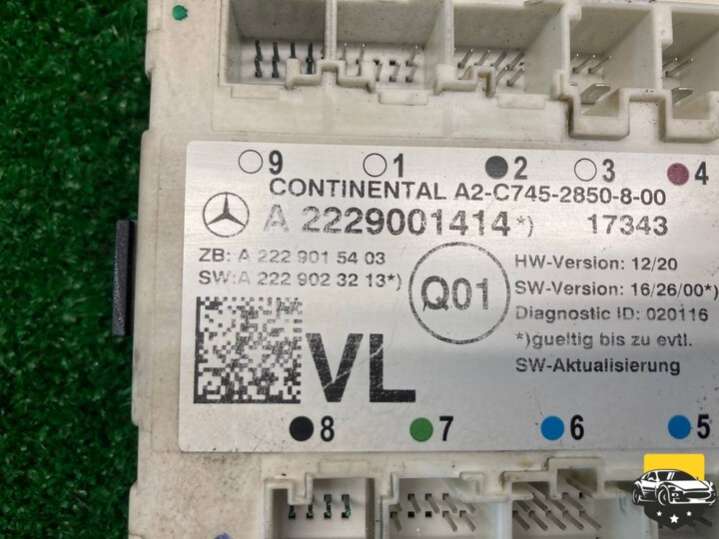 9 1 2 3 4
CONTINENTAL A2-C745-2850-8-00
A 2229001414*) 17343
ZB: A 222 901 54 03
SW:A 222 902 32 13*)
Q01
HW-Version: 12/20
SW-Version: 16/26/00*)
Diagnostic ID: 020116
*)gueltig bis zu evtl.
SW-Aktualisierung
VL
8 7 6 5